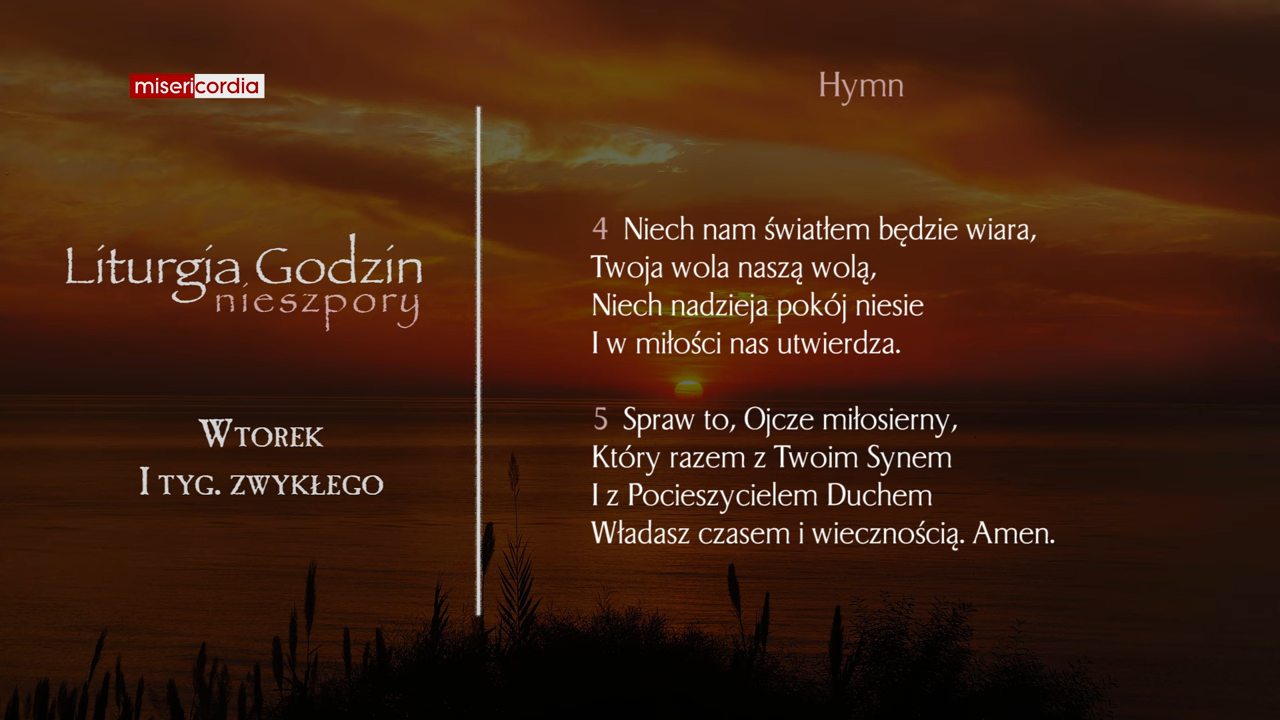 misericordia
Liturgia Godzin
nieszpory
Wtorek
I tyg. zwykłego
Hymn
4 Niech nam światłem będzie wiara,
Twoja wola naszą wolą,
Niech nadzieja pokój niesie
I w miłości nas utwierdza.
5 Spraw to, Ojcze miłosierny,
Który razem z Twoim Synem
I z Pocieszycielem Duchem
Władasz czasem i wiecznością. Amen.